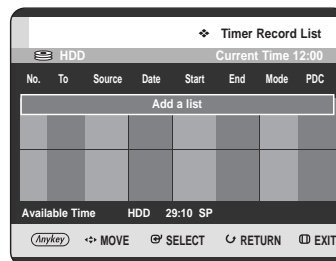 ❖ Timer Record List
HDD Current Time 12:00
No. To Source Date Start End Mode PDC
Add a list
Available Time HDD 29:10 SP
Anykey MOVE SELECT RETURN EXIT